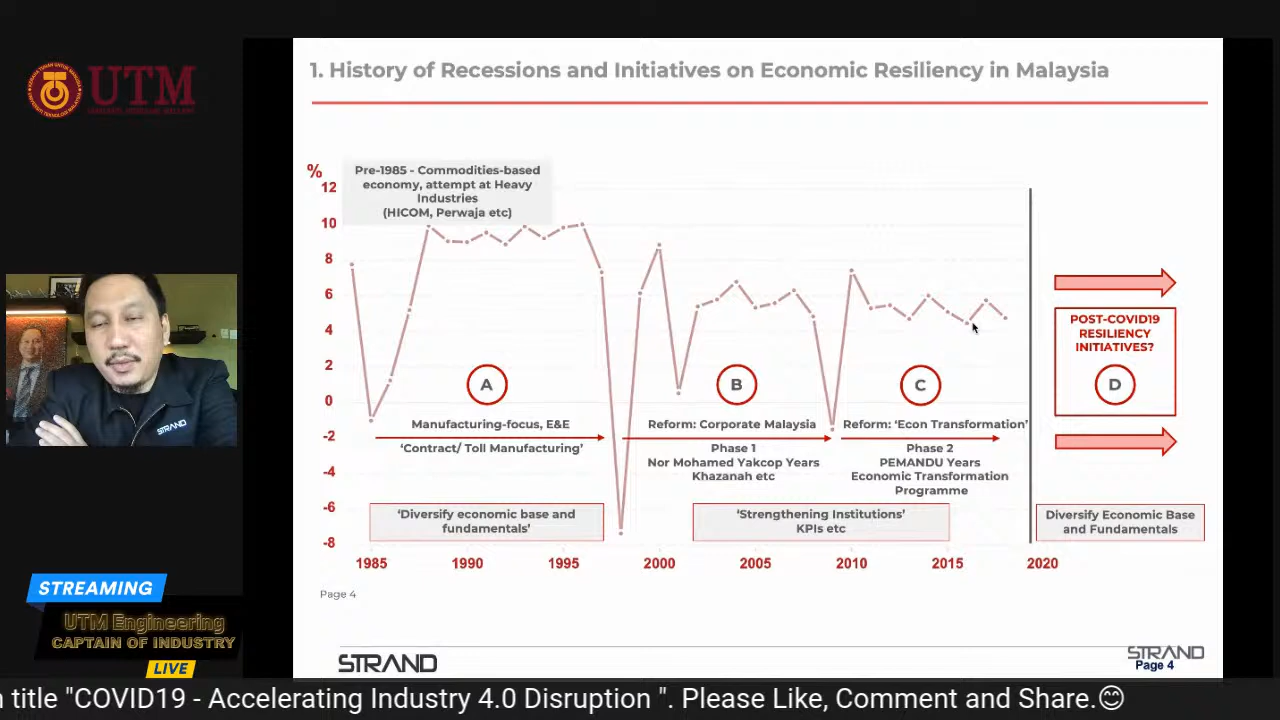 UTM
1. History of Recessions and Initiatives on Economic Resiliency in Malaysia
%
12
10
8
6
4
2
0
-2
-4
-6
-8
Pre-1985 - Commodities-based
economy, attempt at Heavy
Industries
(HICOM, Perwaja etc)
A
Manufacturing-focus, E&E
‘Contract/ Toll Manufacturing’
‘Diversify economic base and
fundamentals’
B
Reform: Corporate Malaysia
Phase 1
Nor Mohamed Yakcop Years
Khazanah etc
‘Strengthening Institutions’
KPIs etc
C
Reform: ‘Econ Transformation’
Phase 2
PEMANDU Years
Economic Transformation
Programme
POST-COVID19
RESILIENCY
INITIATIVES?
D
Diversify Economic Base
and Fundamentals
1985 1990 1995 2000 2005 2010 2015 2020
Page 4
STRAND
STRAND
Page 4
STRAND
STREAMING
UTM Engineering
CAPTAIN OF INDUSTRY
LIVE
n title "COVID19 - Accelerating Industry 4.0 Disruption ". Please Like, Comment and Share.😊